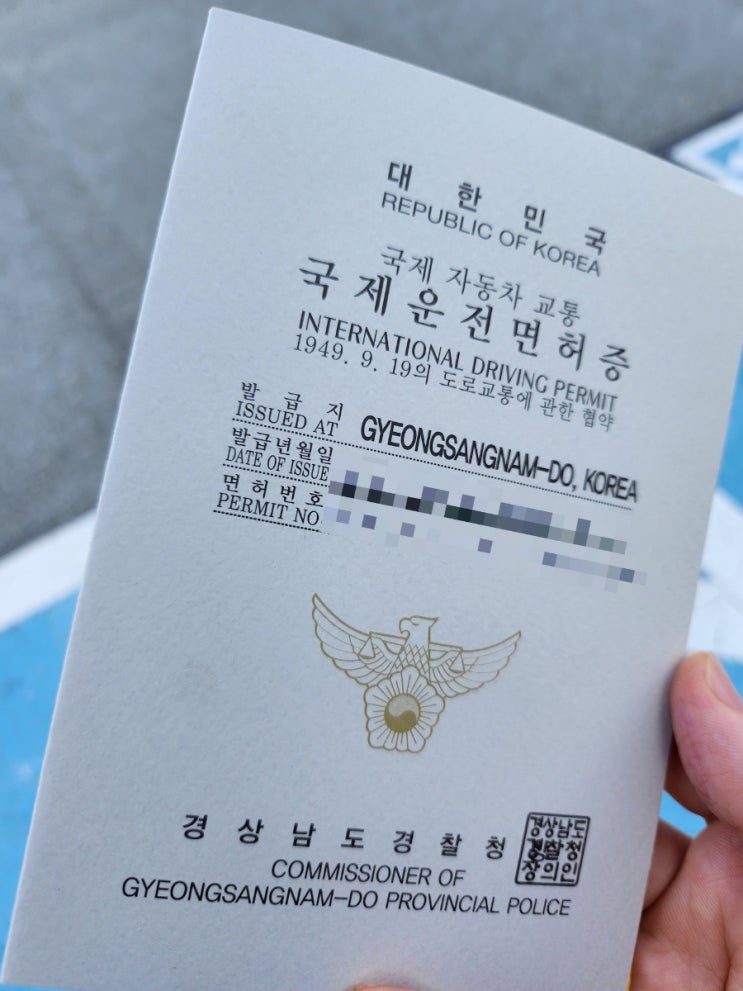 대 한 민 국
REPUBLIC OF KOREA
국제 자동차 교통
국 제 운 전 면 허 증
INTERNATIONAL DRIVING PERMIT
1949. 9. 19의 도로교통에 관한 협약
발 급 지
ISSUED AT GYEONGSANGNAM-DO, KOREA
발급년월일
DATE OF ISSUE
면 허 번 호
PERMIT NO
경 상 남 도 경 찰 청
경상남도
경찰청
장의인
COMMISSIONER OF
GYEONGSANGNAM-DO PROVINCIAL POLICE